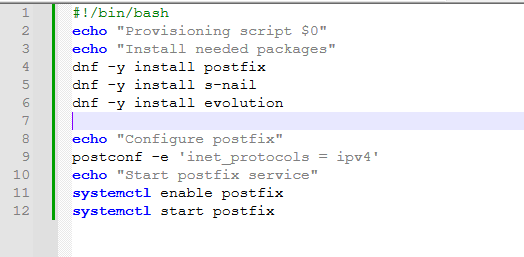 1 #!/bin/bash
2 echo "Provisioning script $0"
3 echo "Install needed packages"
4 dnf -y install postfix
5 dnf -y install s-nail
6 dnf -y install evolution
7
8 echo "Configure postfix"
9 postconf -e 'inet_protocols = ipv4'
10 echo "Start postfix service"
11 systemctl enable postfix
12 systemctl start postfix